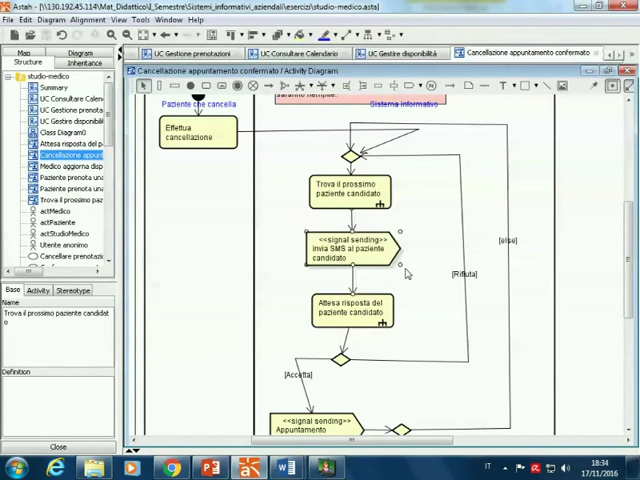 Astah - [\\130.192.45.114\Mat_Didattico\I_Semestre\Sistemi_informativi_aziendali\esercizi\studio-medico.asta]
File Edit Diagram Alignment View Tools Window Help
Map Diagram
Structure Inheritance
UC Gestione prenotazioni UC Consultare Calendario UC Gestire disponibilità Cancellazione appuntamento confermato
Cancellazione appuntamento confermato / Activity Diagram
studio-medico
Summary
UC Consultare Calen
UC Gestione prenota
UC Gestire disponibi
Class Diagram0
Attesa risposta del p
Cancellazione appunt
Medico aggiorna disp
Paziente prenota una
Paziente prenota una
Trova il prossimo pa
actMedico
actPaziente
actStudioMedico
Utente anonimo
Cancellare prenotazi
Base Activity Stereotype
Name
Trova il prossimo paziente candidat
o
Definition
Close
Paziente che cancella
Sistema informativo
Effettua
cancellazione
Trova il prossimo
paziente candidato
<<signal sending>>
Invia SMS al paziente
candidato
[else]
[Rifiuta]
Attesa risposta del
paziente candidato
[Accetta]
<<signal sending>>
Appuntamento
IT
18:34
17/11/2016